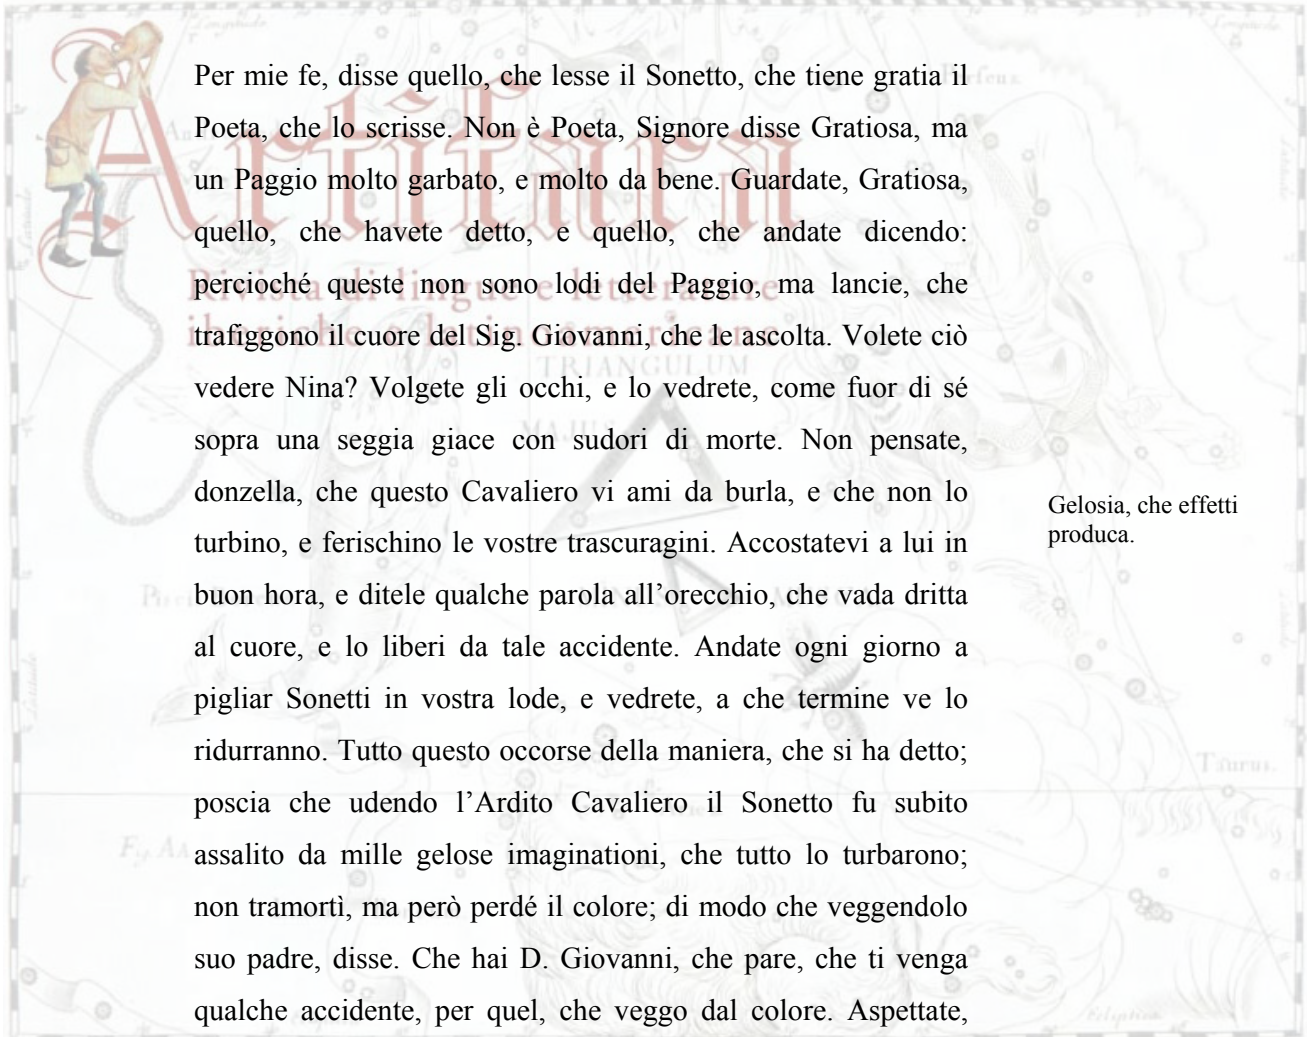 Per mie fe, disse quello, che lesse il Sonetto, che tiene gratia il
Poeta, che lo scrisse. Non è Poeta, Signore disse Gratiosa, ma
un Paggio molto garbato, e molto da bene. Guardate, Gratiosa,
quello, che havete detto, e quello, che andate dicendo:
percioché queste non sono lodi del Paggio, ma lancie, che
trafiggono il cuore del Sig. Giovanni, che le ascolta. Volete ciò
vedere Nina? Volgete gli occhi, e lo vedrete, come fuor di sé
sopra una seggia giace con sudori di morte. Non pensate,
donzella, che questo Cavaliero vi ami da burla, e che non lo
turbino, e ferischino le vostre trascuragini. Accostatevi a lui in
buon hora, e ditele qualche parola all'orecchio, che vada dritta
al cuore, e lo liberi da tale accidente. Andate ogni giorno a
pigliar Sonetti in vostra lode, e vedrete, a che termine ve lo
ridurranno. Tutto questo occorse della maniera, che si ha detto;
poscia che udendo l'Ardito Cavaliero il Sonetto fu subito
assalito da mille gelose imaginationi, che tutto lo turbarono;
non tramortì, ma però perdé il colore; di modo che veggendolo
suo padre, disse. Che hai D. Giovanni, che pare, che ti venga
qualche accidente, per quel, che veggo dal colore. Aspettate,
Gelosia, che effetti
produca.
Artifara
Rivista di lingue e letterature
iberiche e latinoamericane
TRIANGULUM
MAJUS
Taurus.